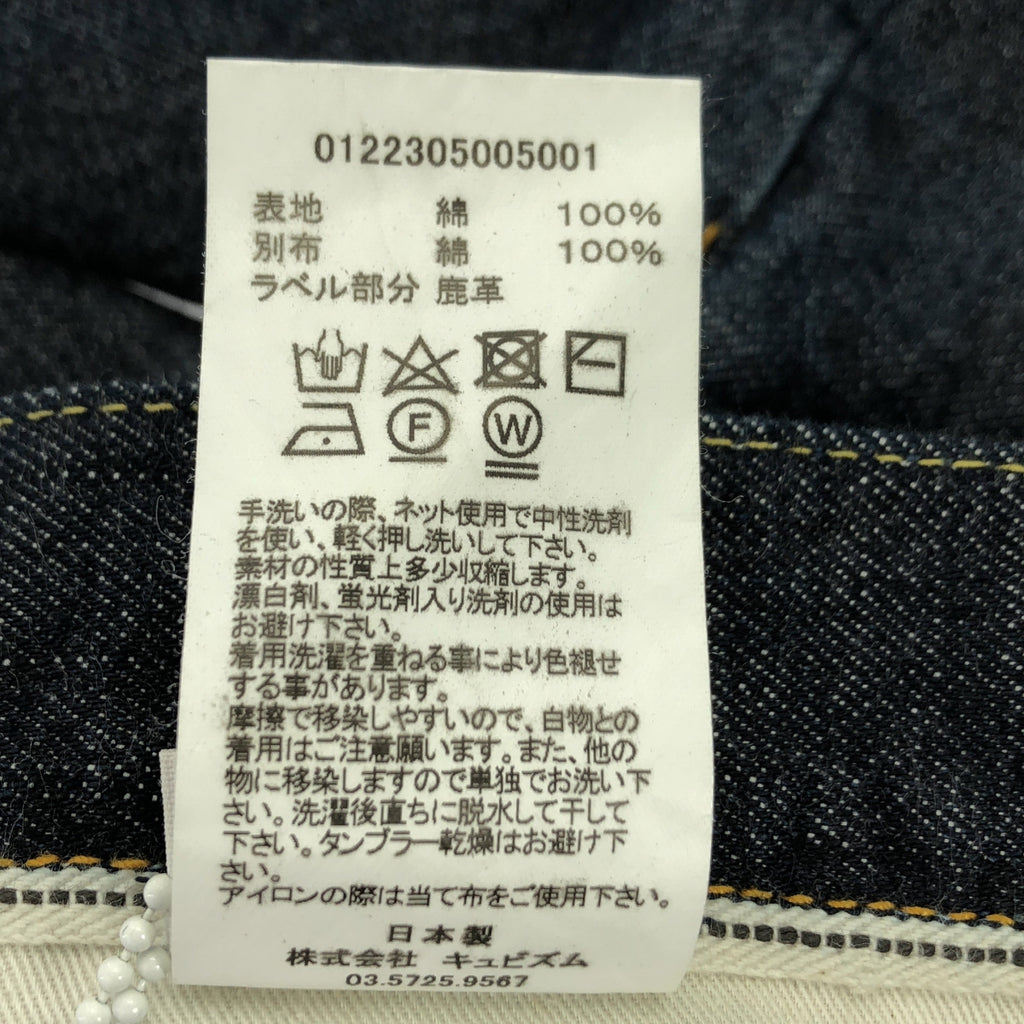 0122305005001
表地 綿 100%
別布 綿 100%
ラベル部分 鹿革
F W
手洗いの際、ネット使用で中性洗剤
を使い、軽く押し洗いして下さい。
素材の性質上多少収縮します。
漂白剤、蛍光剤入り洗剤の使用は
お避け下さい。
着用洗濯を重ねる事により色褪せ
する事があります。
摩擦で移染しやすいので、白物との
着用はご注意願います。また、他の
物に移染しますので単独でお洗い下
さい。洗濯後直ちに脱水して干して
下さい。タンブラー乾燥はお避け下
さい。
アイロンの際は当て布をご使用下さい。
日本製
株式会社 キュビズム
03.5725.9567